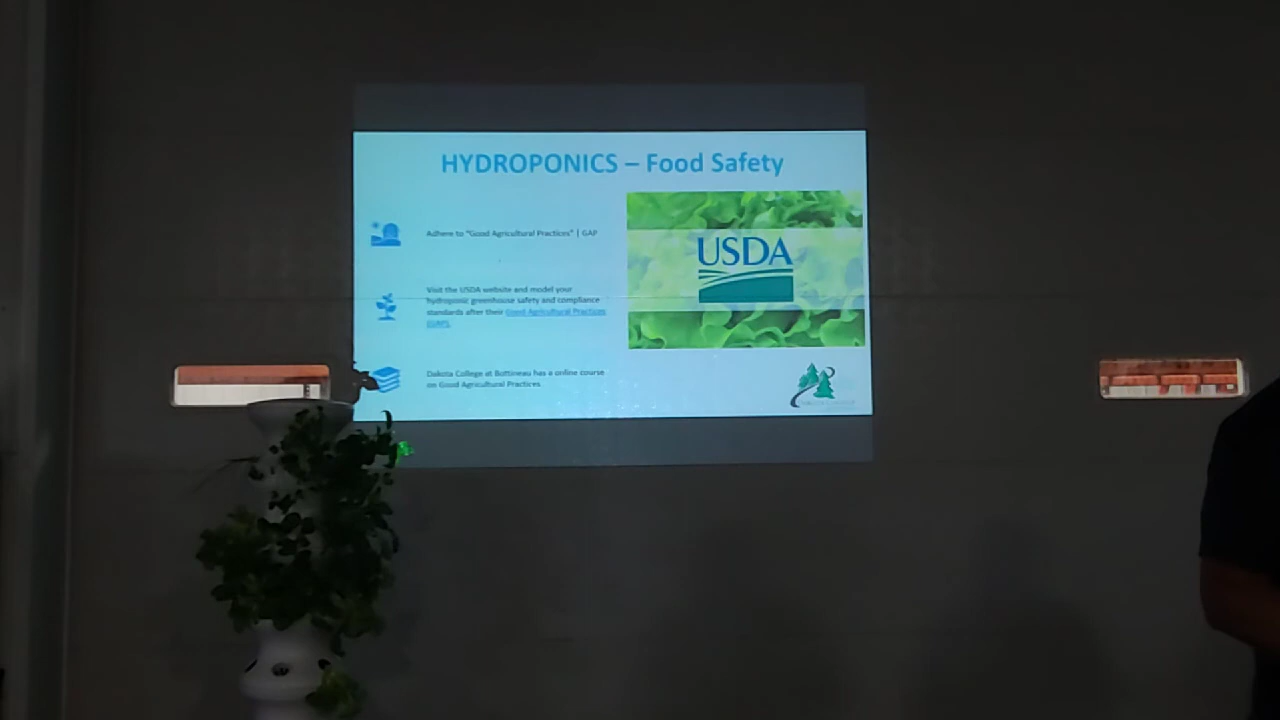 HYDROPONICS – Food Safety
Adhere to "Good Agricultural Practices" | GAP
USDA
Visit the USDA website and model your
hydroponic greenhouse safety and compliance
standards after their Good Agricultural Practices
(GAP).
Dakota College at Bottineau has a online course
on Good Agricultural Practices